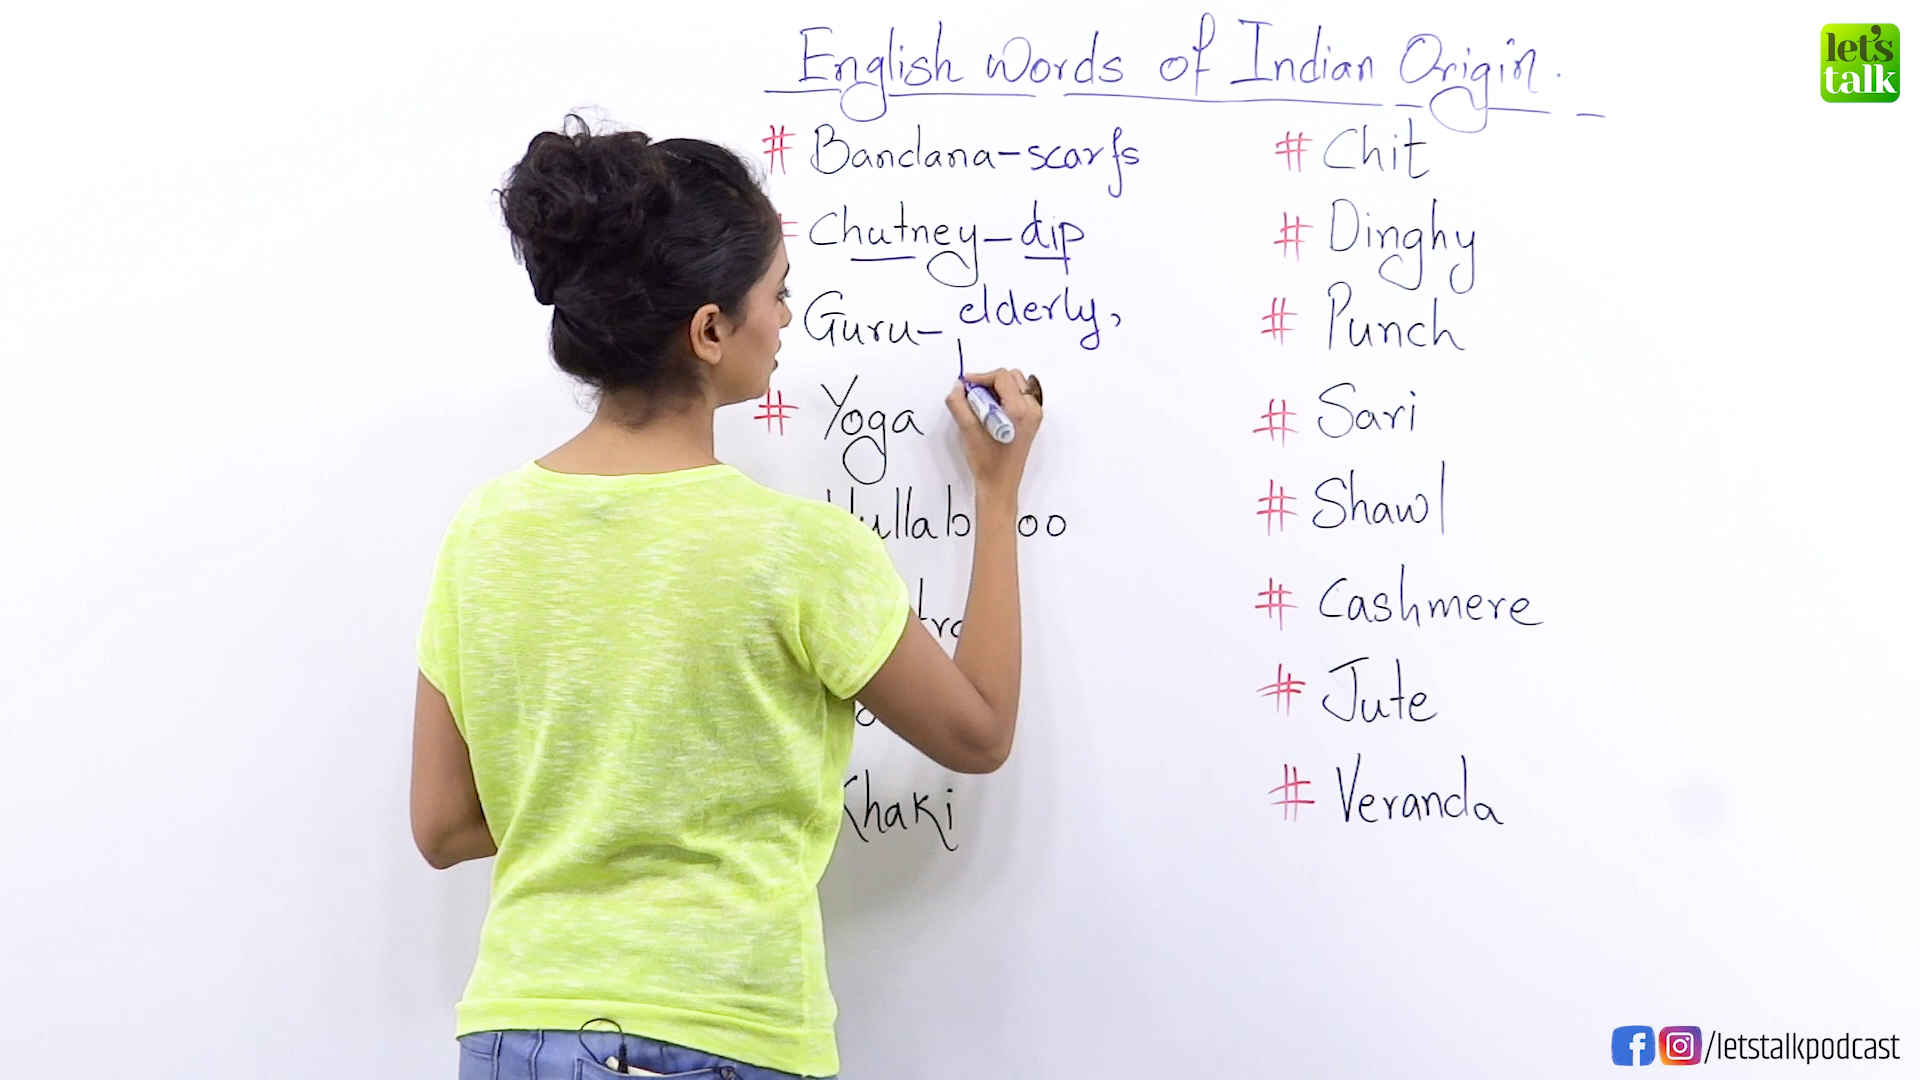 English Words of Indian Origin.
# Bandana - scarfs
# Chutney - dip
Guru - elderly,
# Yoga
Khaki
# Chit
# Dinghy
# Punch
# Sari
# Shawl
# Cashmere
# Jute
# Veranda
let's
talk
/letstalkpodcast